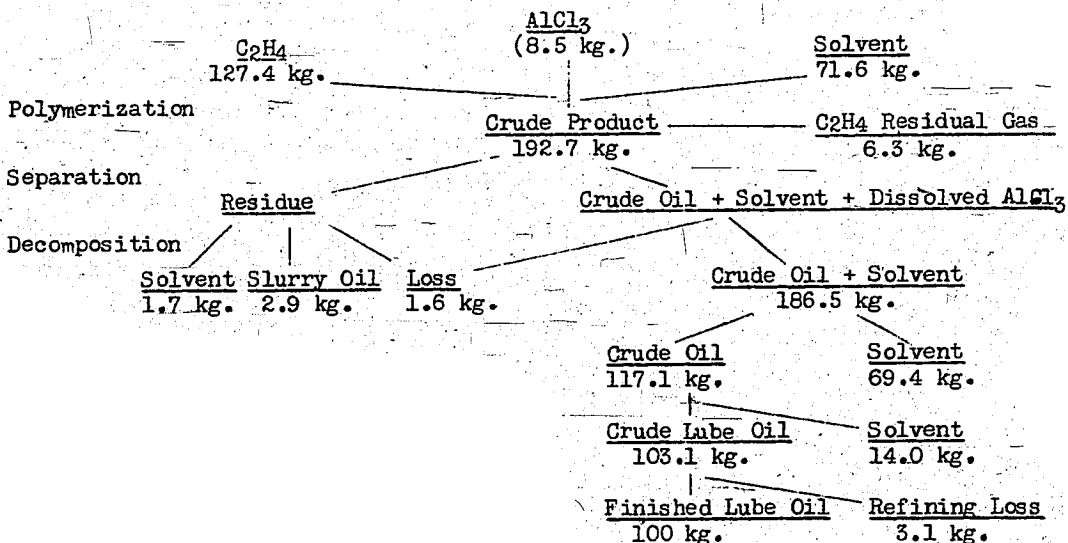 AlCl3
(8.5 kg.)
C2H4
127.4 kg.
Solvent
71.6 kg.
Polymerization
Crude Product
192.7 kg.
C2H4 Residual Gas
6.3 kg.
Separation
Residue
Crude Oil + Solvent + Dissolved AlCl3
Decomposition
Solvent
1.7 kg.
Slurry Oil
2.9 kg.
Loss
1.6 kg.
Crude Oil + Solvent
186.5 kg.
Crude Oil
117.1 kg.
Solvent
69.4 kg.
Crude Lube Oil
103.1 kg.
Solvent
14.0 kg.
Finished Lube Oil
100 kg.
Refining Loss
3.1 kg.